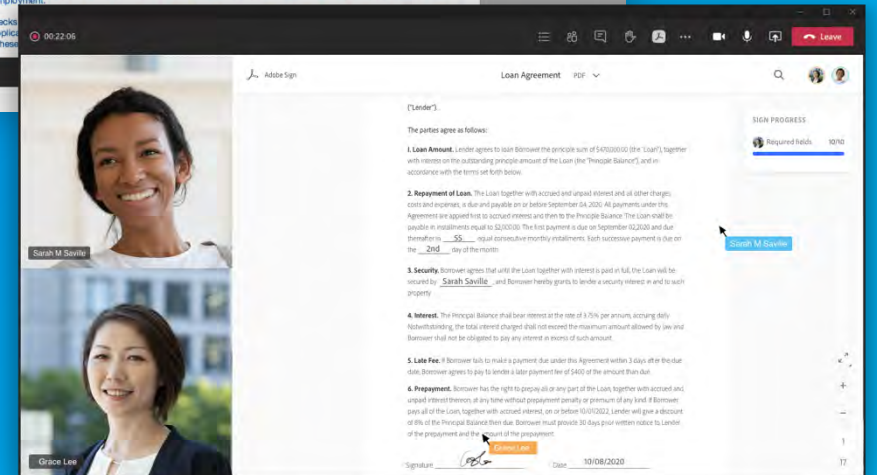 employment.
00:22:06
Leave
Adobe Sign
Loan Agreement PDF
("Lender").
SIGN PROGRESS
Required fields 10/10
The parties agree as follows:
1. Loan Amount. Lender agrees to loan Borrower the principle sum of $470,000.00 (the "Loan"), together
with interest on the outstanding principle amount of the Loan (the "Principle Balance"), and in
accordance with the terms set forth below.
2. Repayment of Loan. The Loan together with accrued and unpaid interest and all other charges,
costs and expenses, is due and payable on or before September 04, 2020. All payments under this
Agreement are applied first to accrued interest and then to the Principle Balance. The Loan shall be
payable in installments equal to $2,000.00. The first payment is due on September 02,2020 and due
thereafter in SS equal consecutive monthly installments. Each successive payment is due on
the 2nd day of the month.
Sarah M Saville
Sarah M Saville
3. Security. Borrower agrees that until the Loan together with interest is paid in full, the Loan will be
secured by Sarah Saville, and Borrower hereby grants to lender a security interest in and to such
property.
4. Interest. The Principal Balance shall bear interest at the rate of 3.75% per annum, accruing daily.
Notwithstanding, the total interest charged shall not exceed the maximum amount allowed by law and
Borrower shall not be obligated to pay any interest in excess of such amount.
5. Late Fee. If Borrower fails to make a payment due under this Agreement within 3 days after the due
date, Borrower agrees to pay to lender a later payment fee of $400 of the amount than due.
6. Prepayment. Borrower has the right to prepay all or any part of the Loan, together with accrued and
unpaid interest thereon, at any time without prepayment penalty or premium of any kind. If Borrower
pays all of the Loan, together with accrued interest, on or before 10/01/2022, Lender will give a discount
of 6% of the Principal Balance then due. Borrower must provide 30 days prior written notice to Lender
of the prepayment and the amount of the prepayment.
Grace Lee
Grace Lee
Signature Date 10/08/2020
1
17